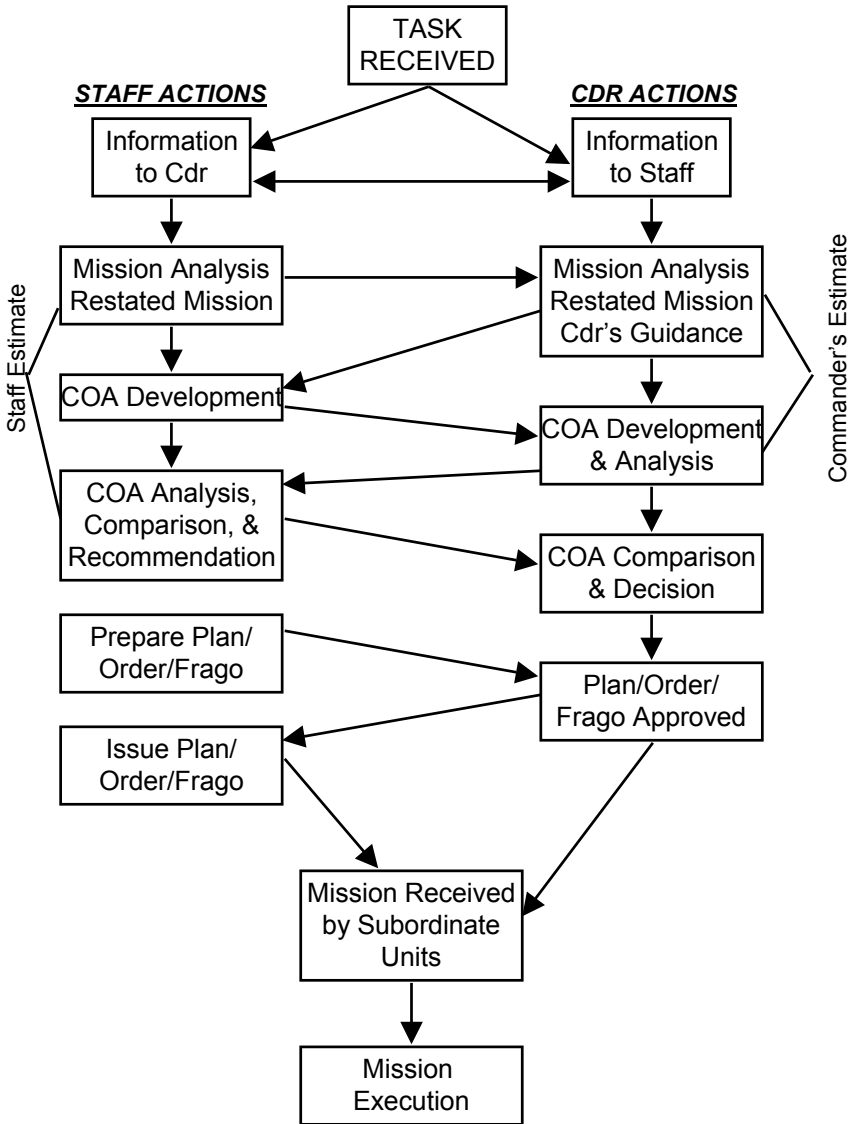 TASK
RECEIVED
STAFF ACTIONS
CDR ACTIONS
Information
to Cdr
Information
to Staff
Mission Analysis
Restated Mission
Mission Analysis
Restated Mission
Cdr's Guidance
Staff Estimate
Commander's Estimate
COA Development
COA Development
& Analysis
COA Analysis,
Comparison, &
Recommendation
COA Comparison
& Decision
Prepare Plan/
Order/Frago
Plan/Order/
Frago Approved
Issue Plan/
Order/Frago
Mission Received
by Subordinate
Units
Mission
Execution